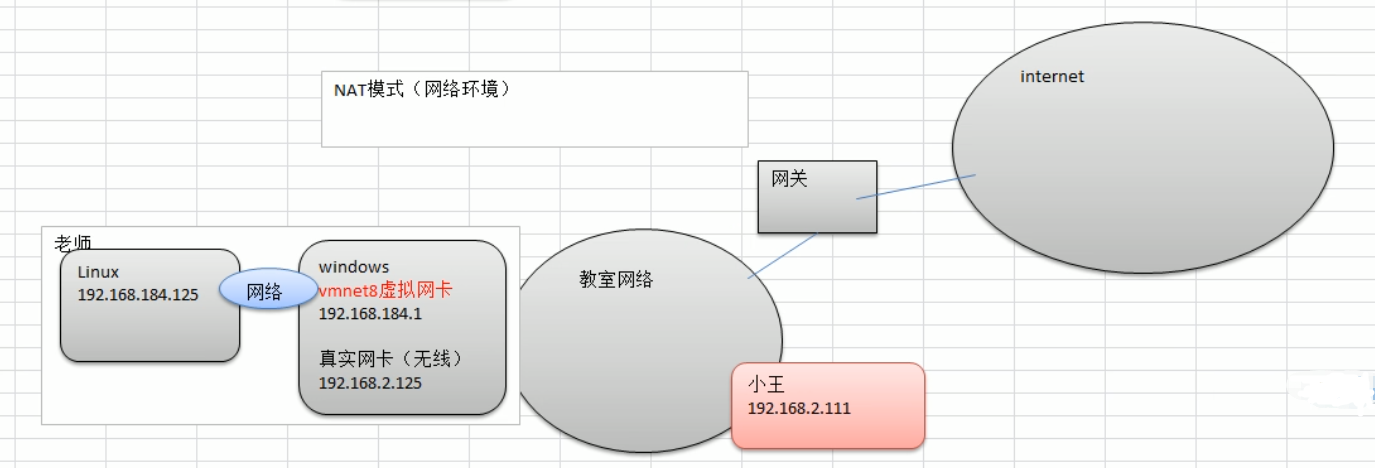 internet
NAT模式（网络环境）
网关
老师
Linux
192.168.184.125
网络
windows
vmnet8虚拟网卡
192.168.184.1
真实网卡（无线）
192.168.2.125
教室网络
小王
192.168.2.111